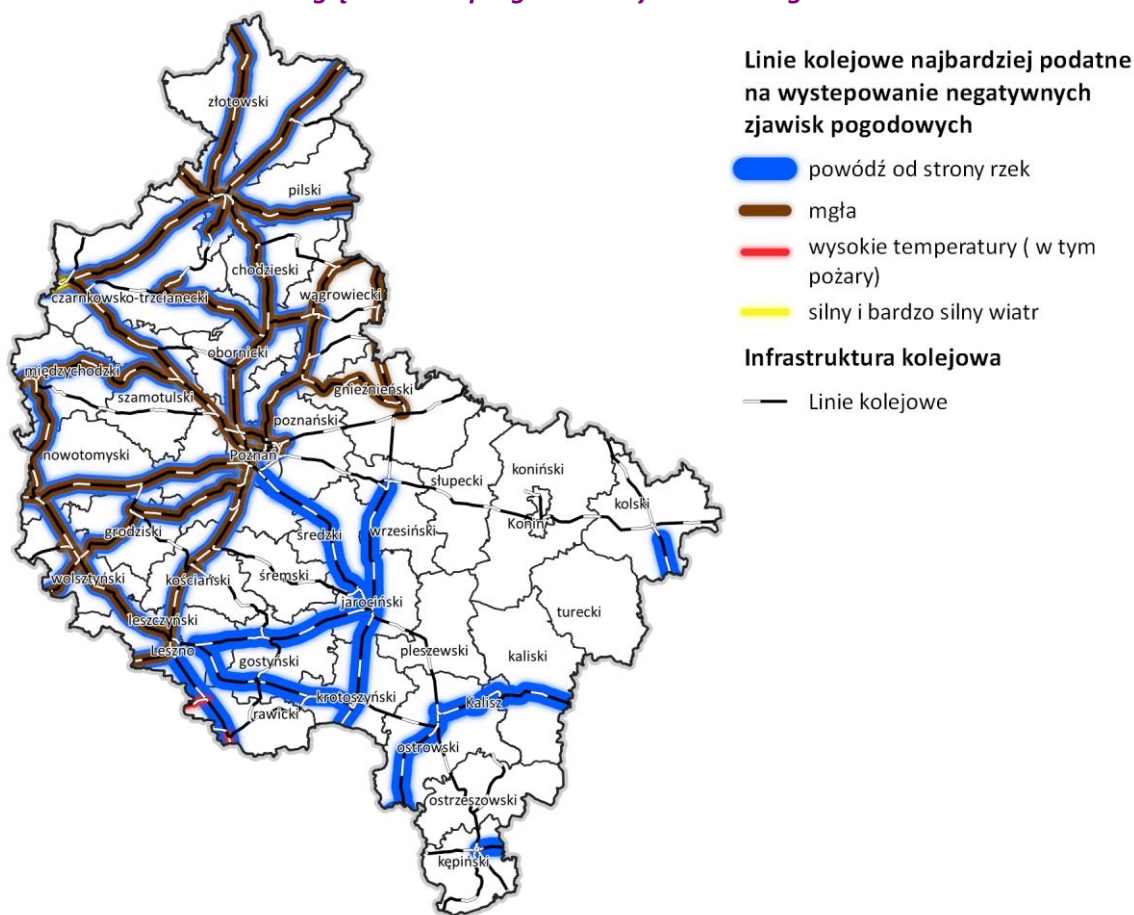 Linie kolejowe najbardziej podatne
na wystepowanie negatywnych
zjawisk pogodowych
powódź od strony rzek
mgła
wysokie temperatury ( w tym
pożary)
silny i bardzo silny wiatr
Infrastruktura kolejowa
Linie kolejowe
złotowski
pilski
chodzieski
czarnkowsko-trzcianecki
wągrowiecki
obornicki
międzychodzki
szamotulski
gnieźnieński
poznański
Poznań
nowotomyski
słupecki
koniński
kolski
Konin
grodziski
średzki
wrzesiński
wolsztyński
kościański
śremski
jarociński
turecki
leszczyński
Leszno
gostyński
pleszewski
kaliski
krotoszyński
Kalisz
rawicki
ostrowski
ostrzeszowski
kępiński